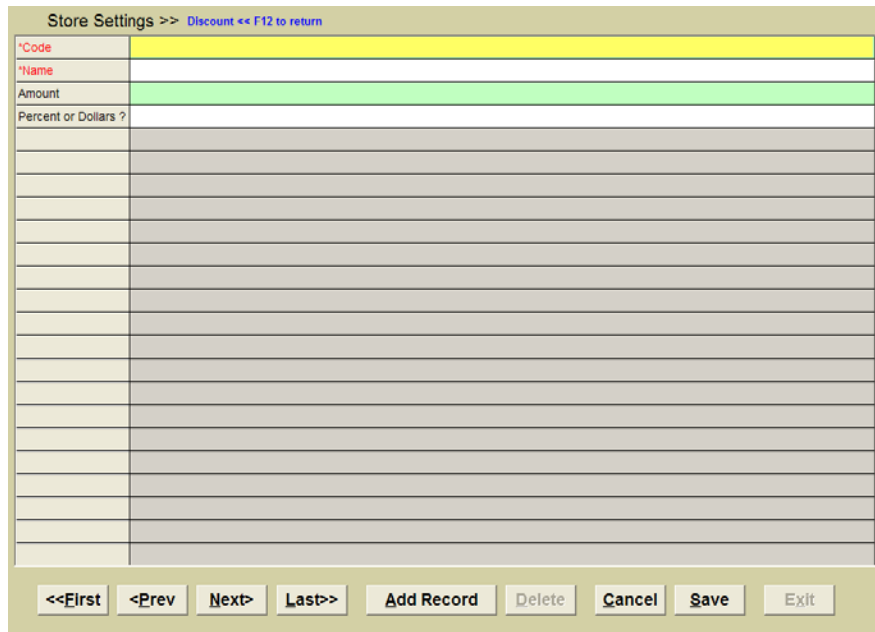 Store Settings >> Discount << F12 to return
*Code
*Name
Amount
Percent or Dollars ?
<<First <Prev Next> Last>> Add Record Delete Cancel Save Exit